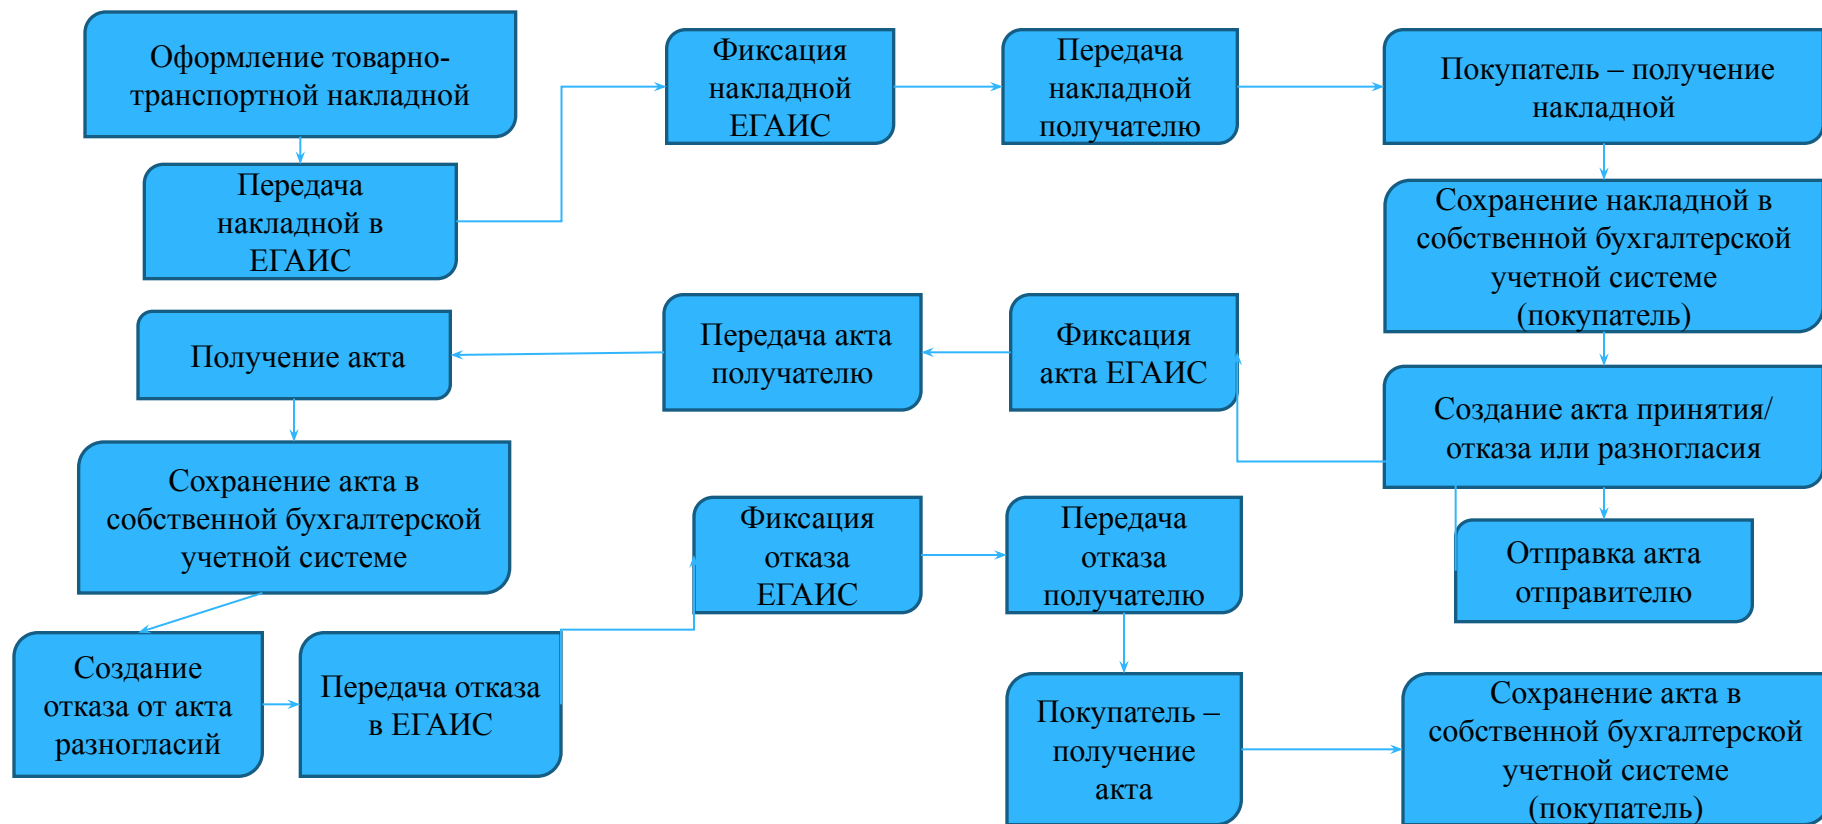 Оформление товарно-
транспортной накладной
Передача
накладной в
ЕГАИС
Фиксация
накладной
ЕГАИС
Передача
накладной
получателю
Покупатель – получение
накладной
Сохранение накладной в
собственной бухгалтерской
учетной системе
(покупатель)
Создание акта принятия/
отказа или разногласия
Отправка акта
отправителю
Фиксация
акта ЕГАИС
Передача акта
получателю
Получение акта
Сохранение акта в
собственной бухгалтерской
учетной системе
Создание
отказа от акта
разногласий
Передача отказа
в ЕГАИС
Фиксация
отказа
ЕГАИС
Передача
отказа
получателю
Покупатель –
получение
акта
Сохранение акта в
собственной бухгалтерской
учетной системе
(покупатель)